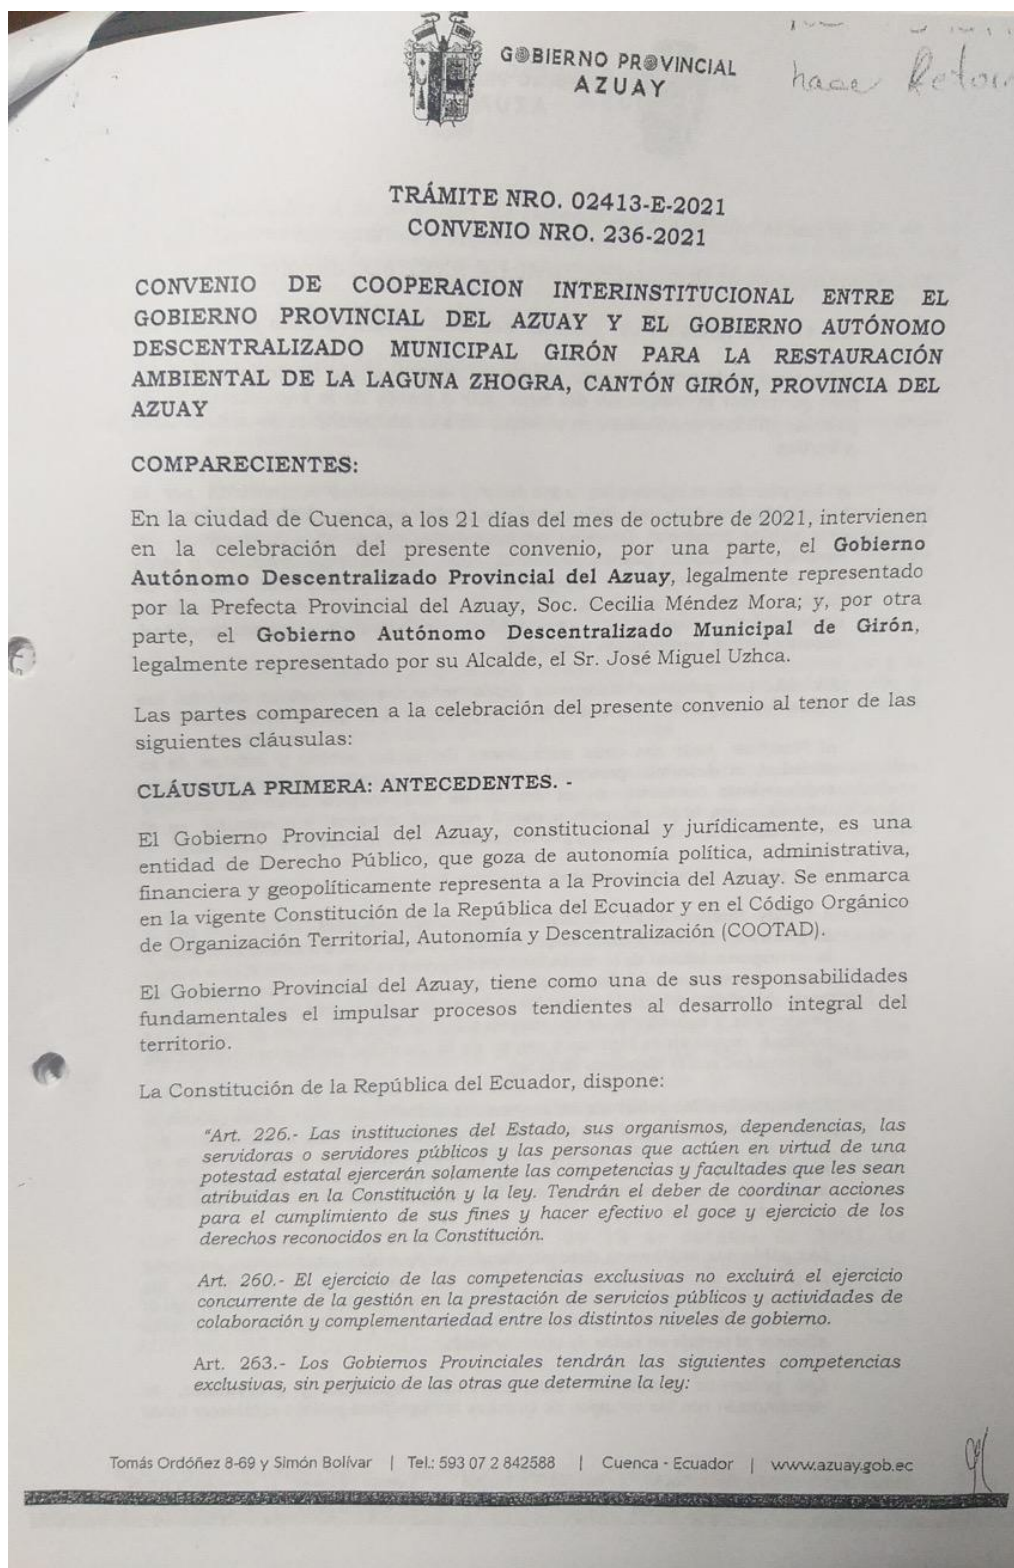 GOBIERNO PROVINCIAL
AZUAY
hacer
TRÁMITE NRO. 02413-E-2021
CONVENIO NRO. 236-2021
CONVENIO DE COOPERACION INTERINSTITUCIONAL ENTRE EL
GOBIERNO PROVINCIAL DEL AZUAY Y EL GOBIERNO AUTÓNOMO
DESCENTRALIZADO MUNICIPAL GIRÓN PARA LA RESTAURACIÓN
AMBIENTAL DE LA LAGUNA ZHOGRA, CANTÓN GIRÓN, PROVINCIA DEL
AZUAY
COMPARECIENTES:
En la ciudad de Cuenca, a los 21 días del mes de octubre de 2021, intervienen
en la celebración del presente convenio, por una parte, el Gobierno
Autónomo Descentralizado Provincial del Azuay, legalmente representado
por la Prefecta Provincial del Azuay, Soc. Cecilia Méndez Mora; y, por otra
parte, el Gobierno Autónomo Descentralizado Municipal de Girón,
legalmente representado por su Alcalde, el Sr. José Miguel Uzhca.
Las partes comparecen a la celebración del presente convenio al tenor de las
siguientes cláusulas:
CLÁUSULA PRIMERA: ANTECEDENTES. -
El Gobierno Provincial del Azuay, constitucional y jurídicamente, es una
entidad de Derecho Público, que goza de autonomía política, administrativa,
financiera y geopolíticamente representa a la Provincia del Azuay. Se enmarca
en la vigente Constitución de la República del Ecuador y en el Código Orgánico
de Organización Territorial, Autonomía y Descentralización (COOTAD).
El Gobierno Provincial del Azuay, tiene como una de sus responsabilidades
fundamentales el impulsar procesos tendientes al desarrollo integral del
territorio.
La Constitución de la República del Ecuador, dispone:
"Art. 226.- Las instituciones del Estado, sus organismos, dependencias, las
servidoras o servidores públicos y las personas que actúen en virtud de una
potestad estatal ejercerán solamente las competencias y facultades que les sean
atribuidas en la Constitución y la ley. Tendrán el deber de coordinar acciones
para el cumplimiento de sus fines y hacer efectivo el goce y ejercicio de los
derechos reconocidos en la Constitución.
Art. 260.- El ejercicio de las competencias exclusivas no excluirá el ejercicio
concurrente de la gestión en la prestación de servicios públicos y actividades de
colaboración y complementariedad entre los distintos niveles de gobierno.
Art. 263.- Los Gobiernos Provinciales tendrán las siguientes competencias
exclusivas, sin perjuicio de las otras que determine la ley:
Tomás Ordóñez 8-69 y Simón Bolívar | Tel.: 593 07 2 842588 | Cuenca - Ecuador | www.azuay.gob.ec